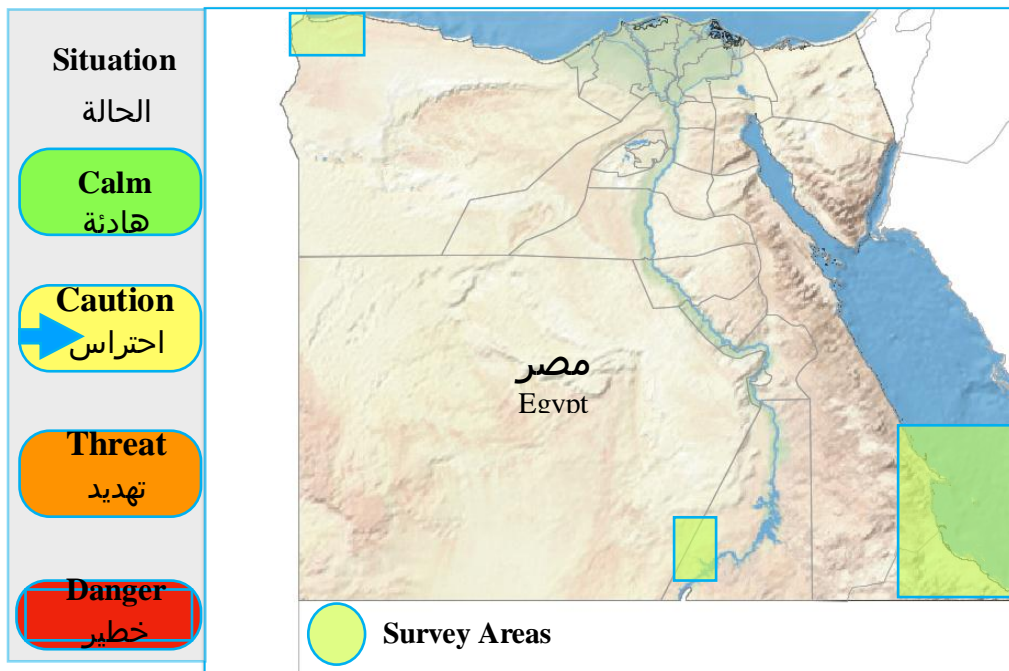 Situation
الحالة
Calm
هادئة
Caution
احتراس
Threat
تهديد
Danger
خطير
مصر
Egypt
Survey Areas